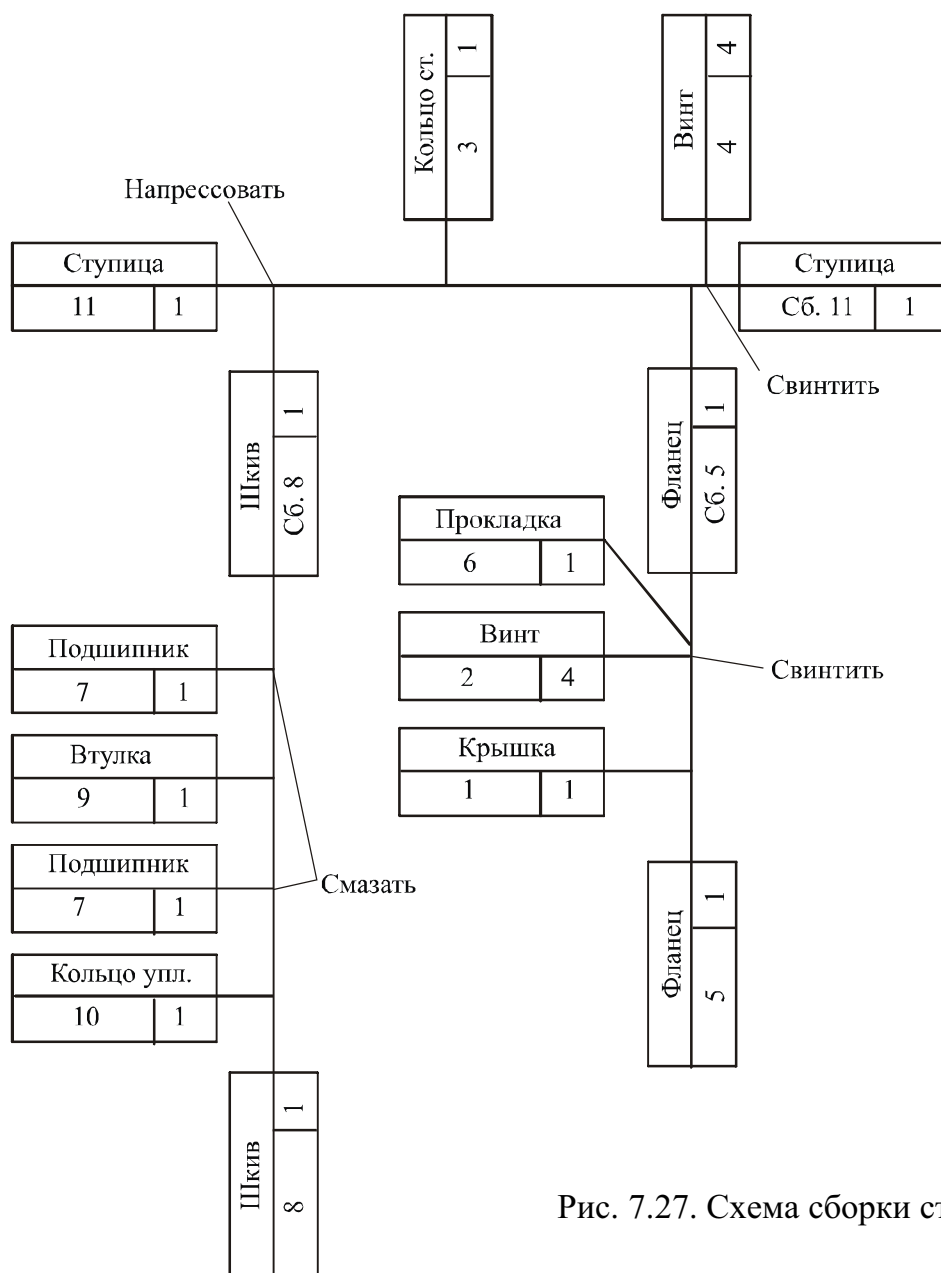 Кольцо ст.
1
3
Винт
4
4
Напрессовать
Ступица
11 1
Ступица
Сб. 11 1
Свинтить
Шкив
1
Сб. 8
Фланец
1
Сб. 5
Прокладка
6 1
Винт
2 4
Свинтить
Крышка
1 1
Подшипник
7 1
Втулка
9 1
Подшипник
7 1
Смазать
Кольцо упл.
10 1
Фланец
1
5
Шкив
1
8
Рис. 7.27. Схема сборки ст